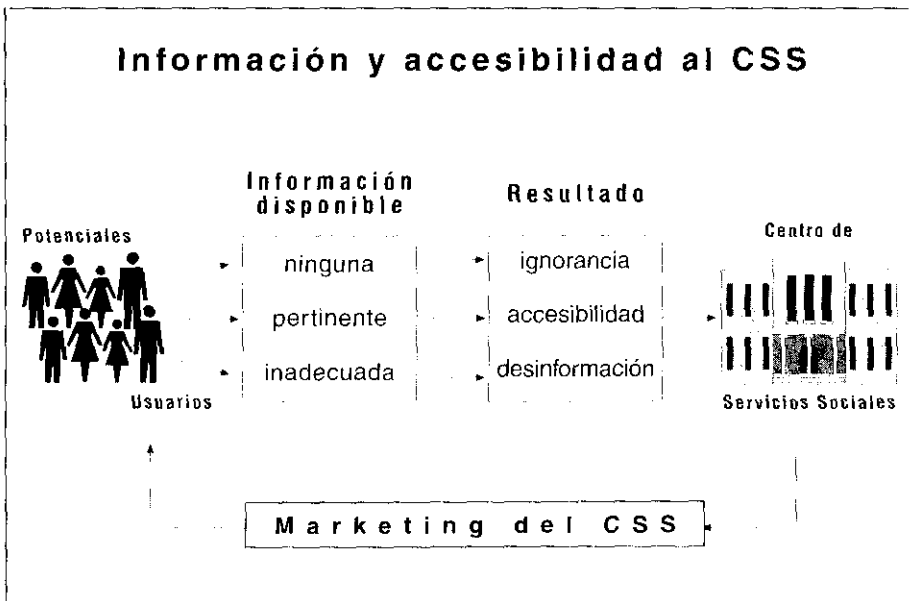 Información y accesibilidad al CSS
Información
disponible
Resultado
Potenciales
Centro de
ninguna
ignorancia
pertinente
accesibilidad
inadecuada
desinformación
Usuarios
Servicios Sociales
Marketing del CSS